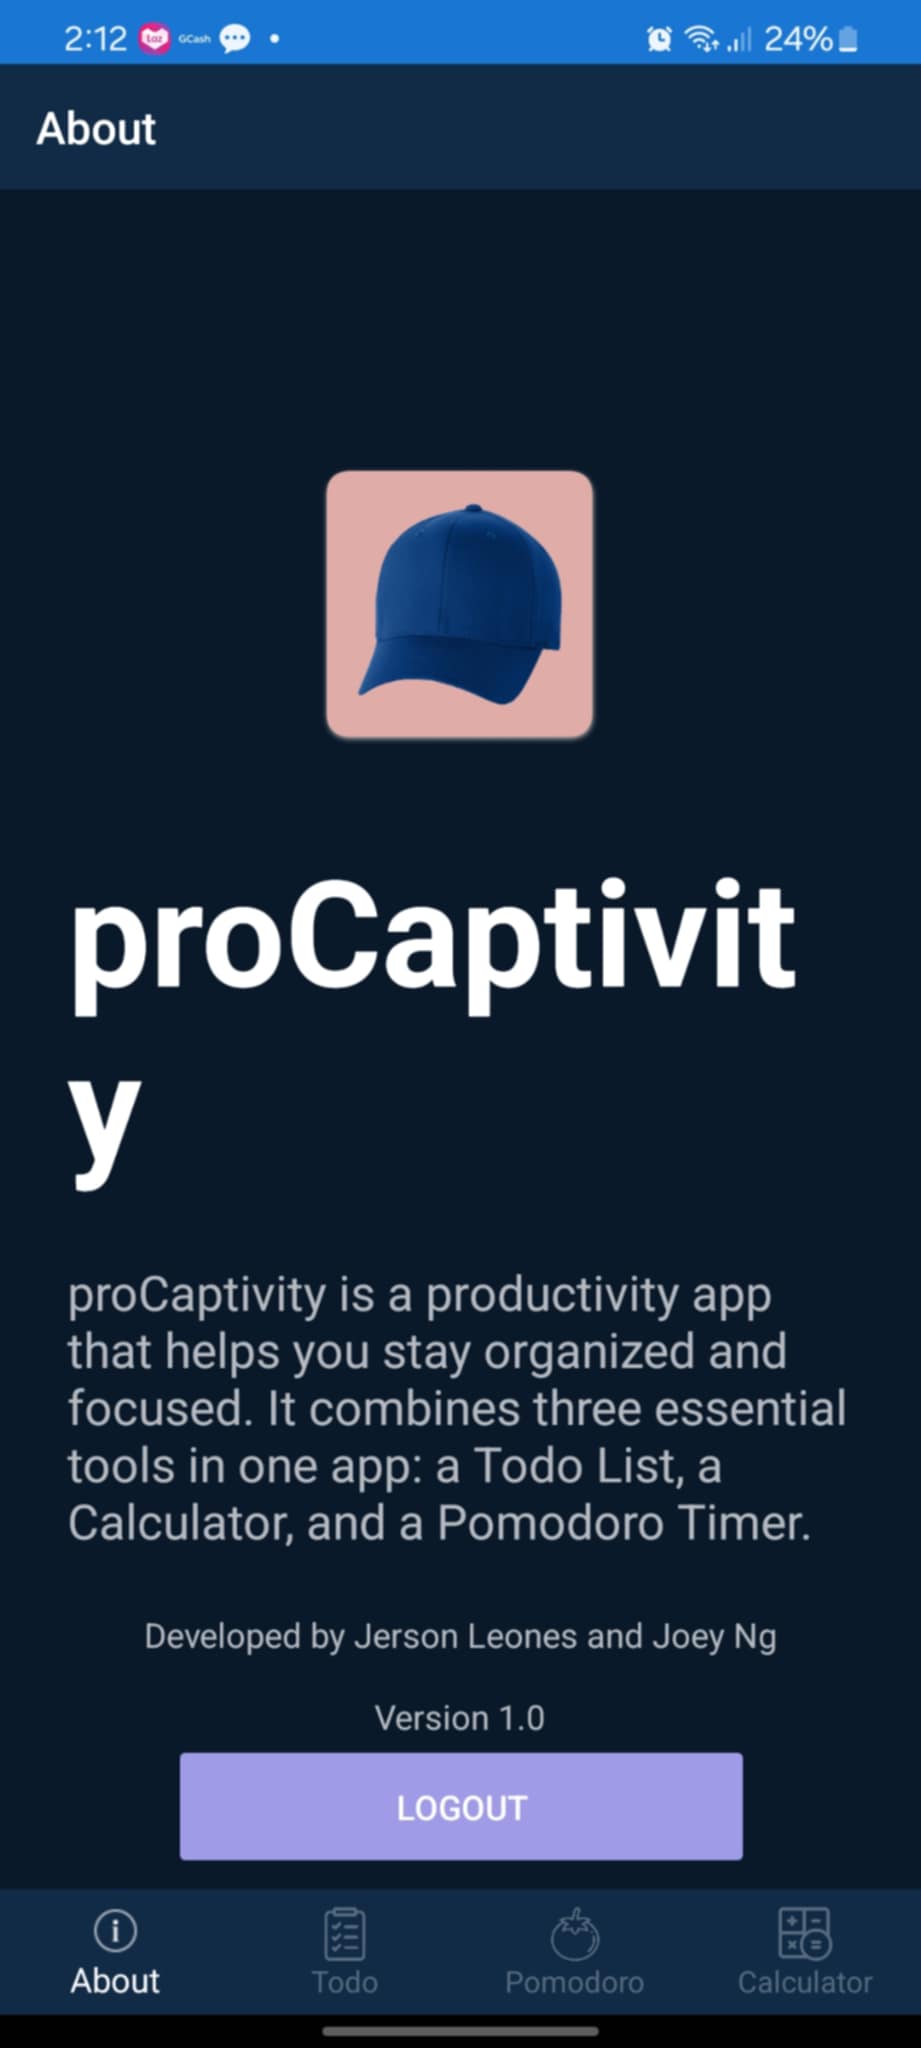 2:12 Laz GCash 24%
About
proCaptivit
y
proCaptivity is a productivity app
that helps you stay organized and
focused. It combines three essential
tools in one app: a Todo List, a
Calculator, and a Pomodoro Timer.
Developed by Jerson Leones and Joey Ng
Version 1.0
LOGOUT
About Todo Pomodoro Calculator